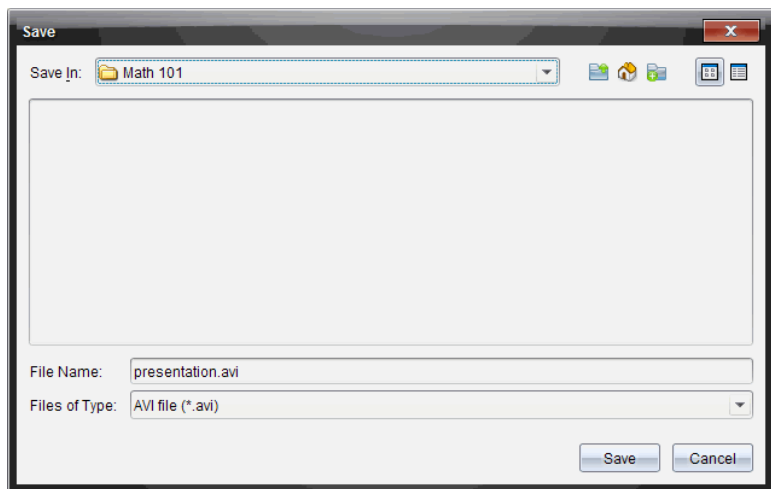 Save
Save In: Math 101
File Name: presentation.avi
Files of Type: AVI file (*.avi)
Save Cancel